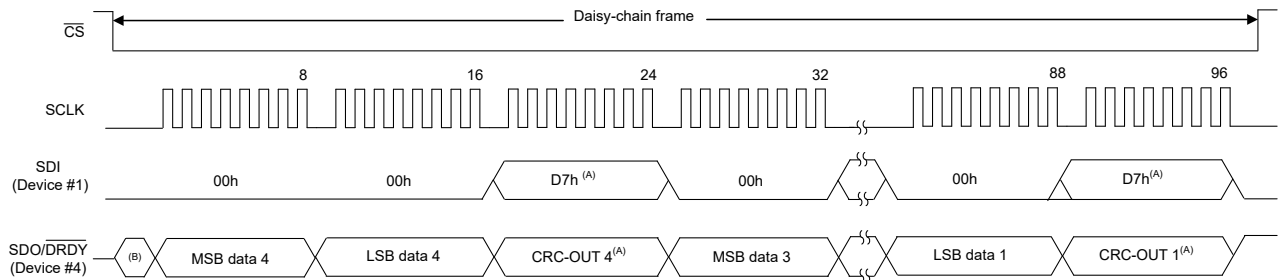 Daisy-chain frame
CS
8 16 24 32 88 96
SCLK
SDI
(Device #1)
00h 00h D7h (A) 00h 00h D7h(A)
SDO/DRDY
(Device #4)
(B) MSB data 4 LSB data 4 CRC-OUT 4(A) MSB data 3 LSB data 1 CRC-OUT 1(A)